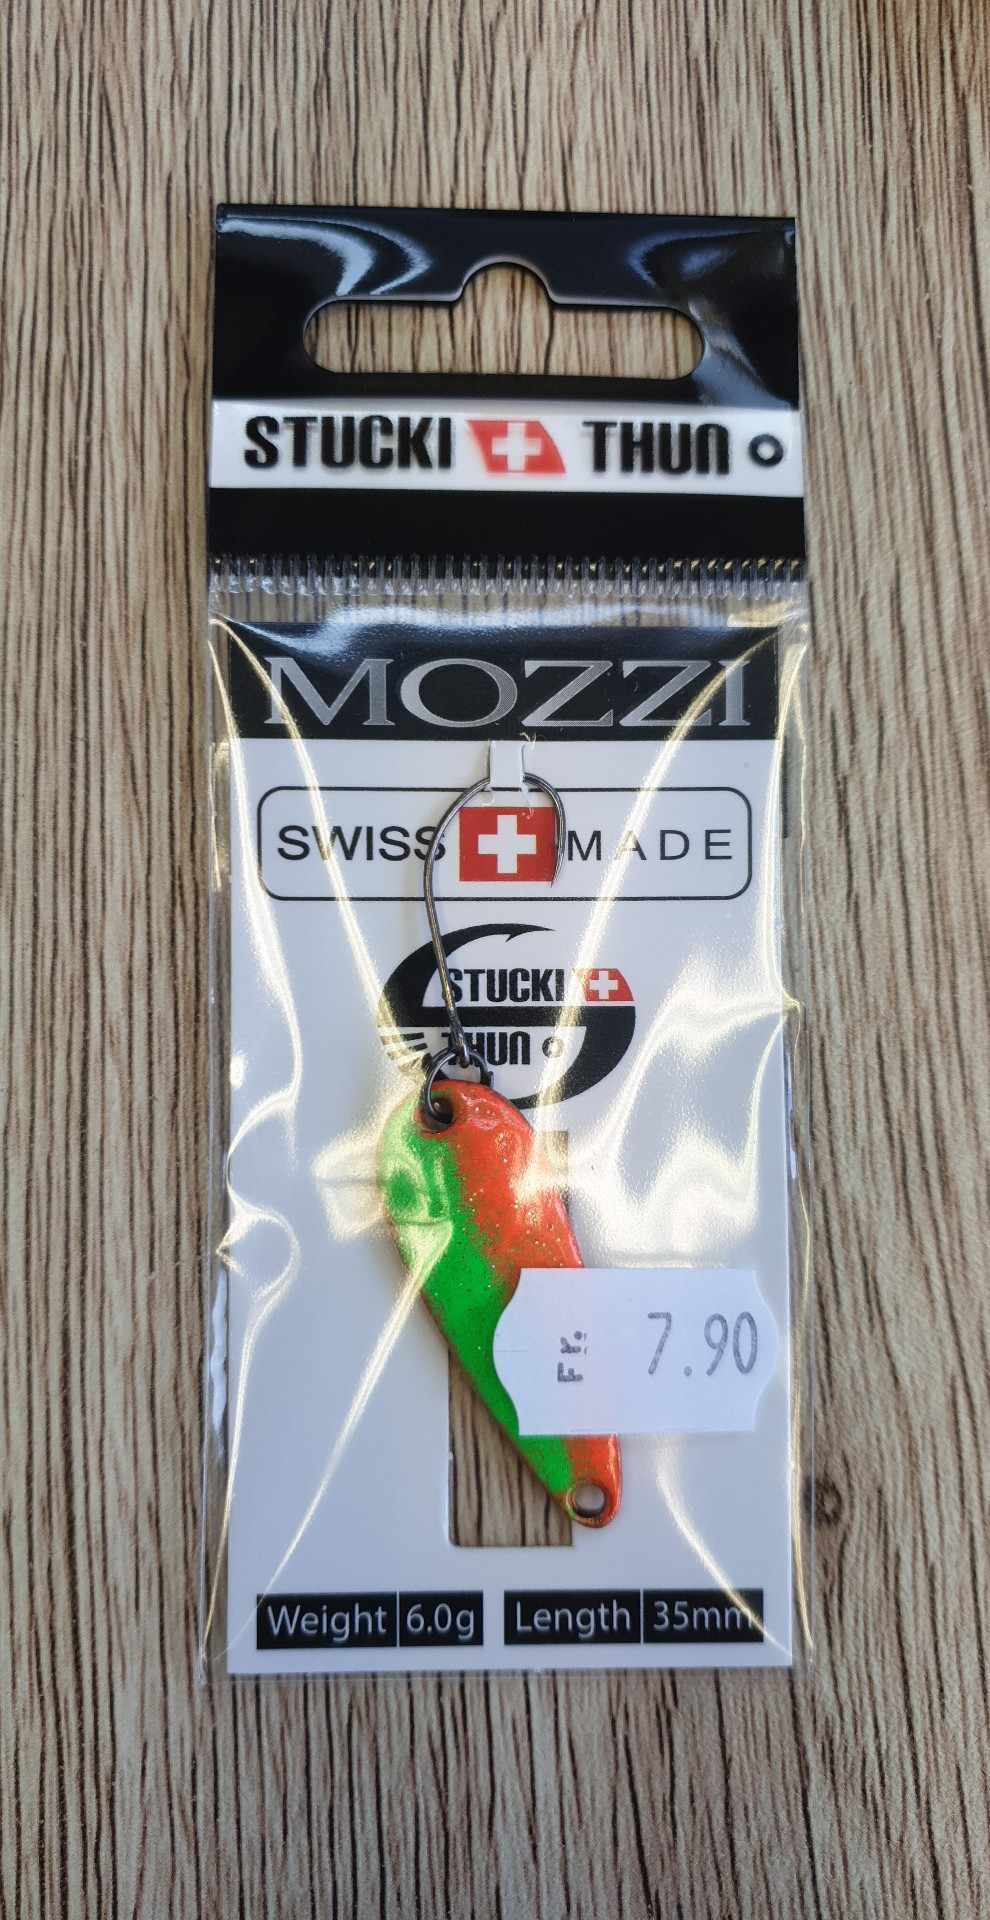 STUCKI THUN
MOZZI
SWISS MADE
STUCKI
THUN
Fr. 7.90
Weight 6.0g Length 35mm